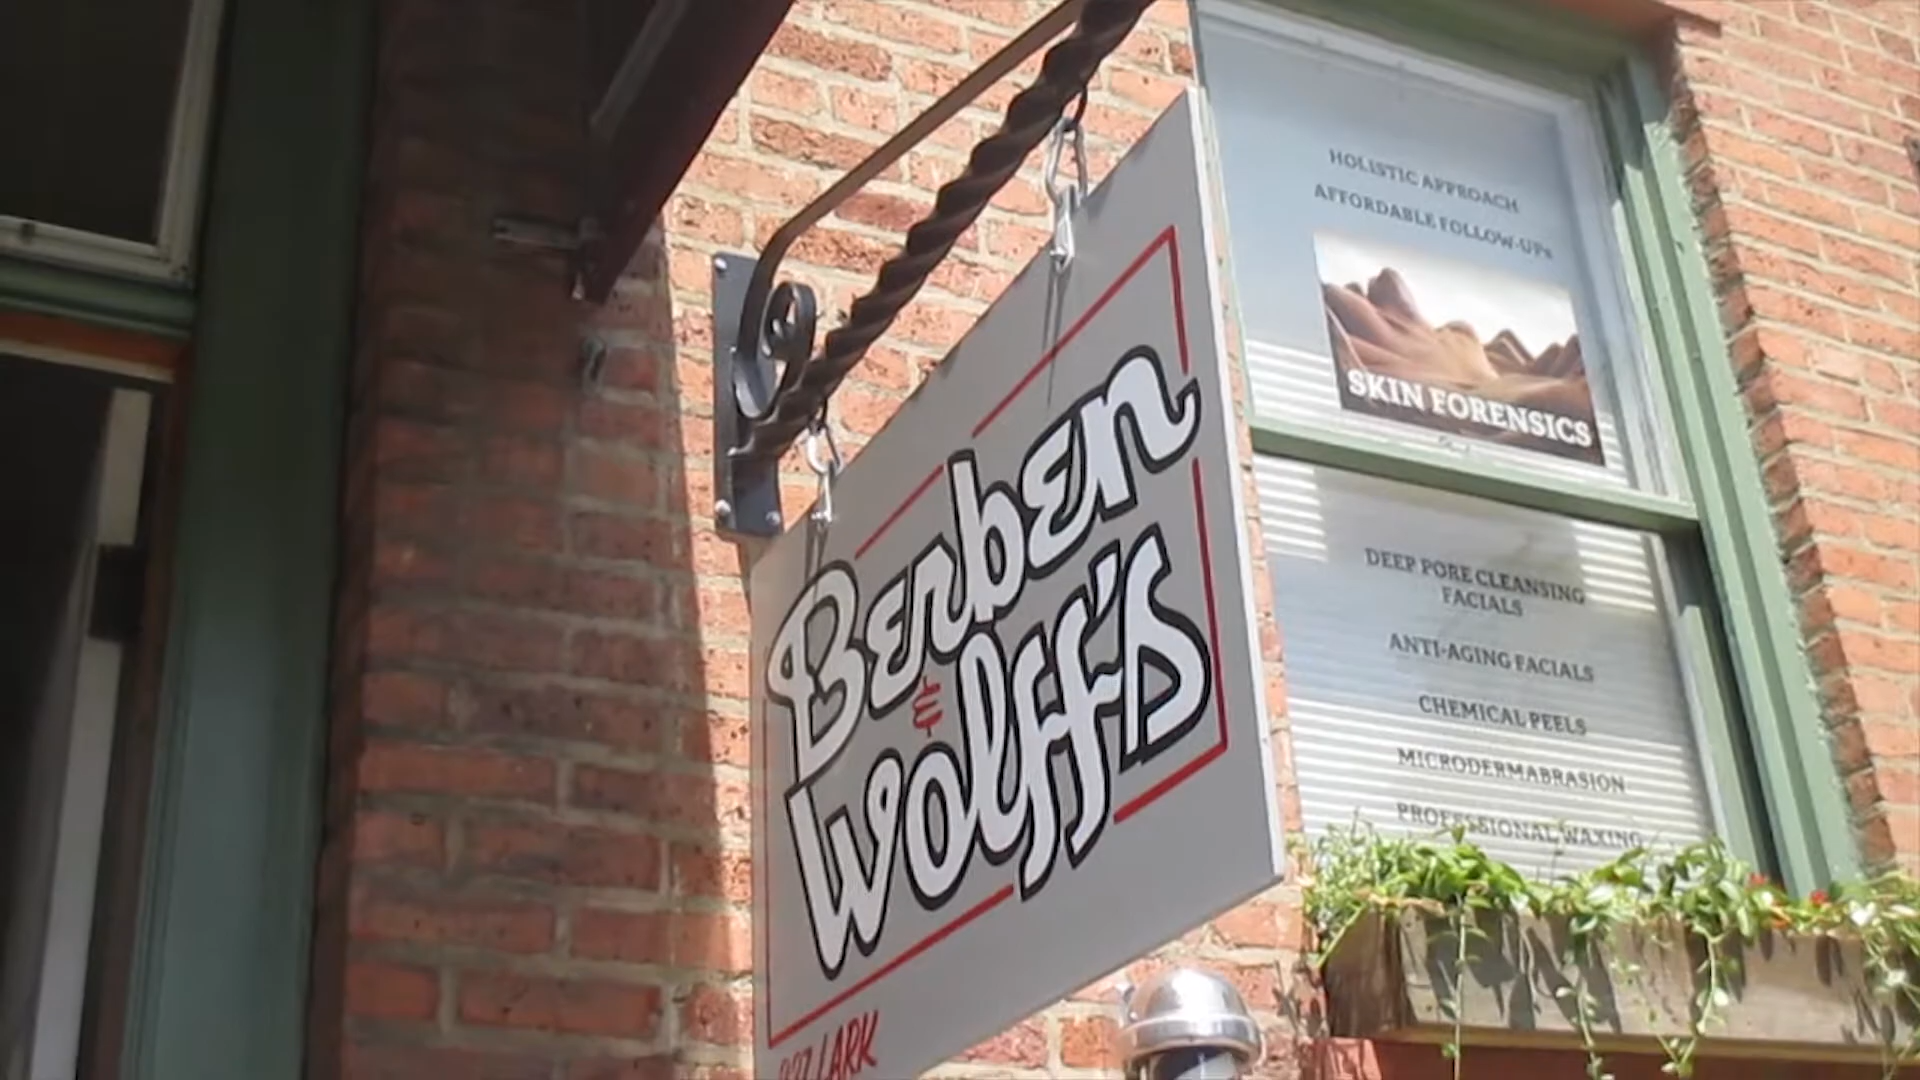 Berben
&
Wolff's
LARK
HOLISTIC APPROACH
AFFORDABLE FOLLOW-UPs
SKIN FORENSICS
DEEP PORE CLEANSING
FACIALS
ANTI-AGING FACIALS
CHEMICAL PEELS
MICRODERMABRASION
PROFESSIONAL WAXING